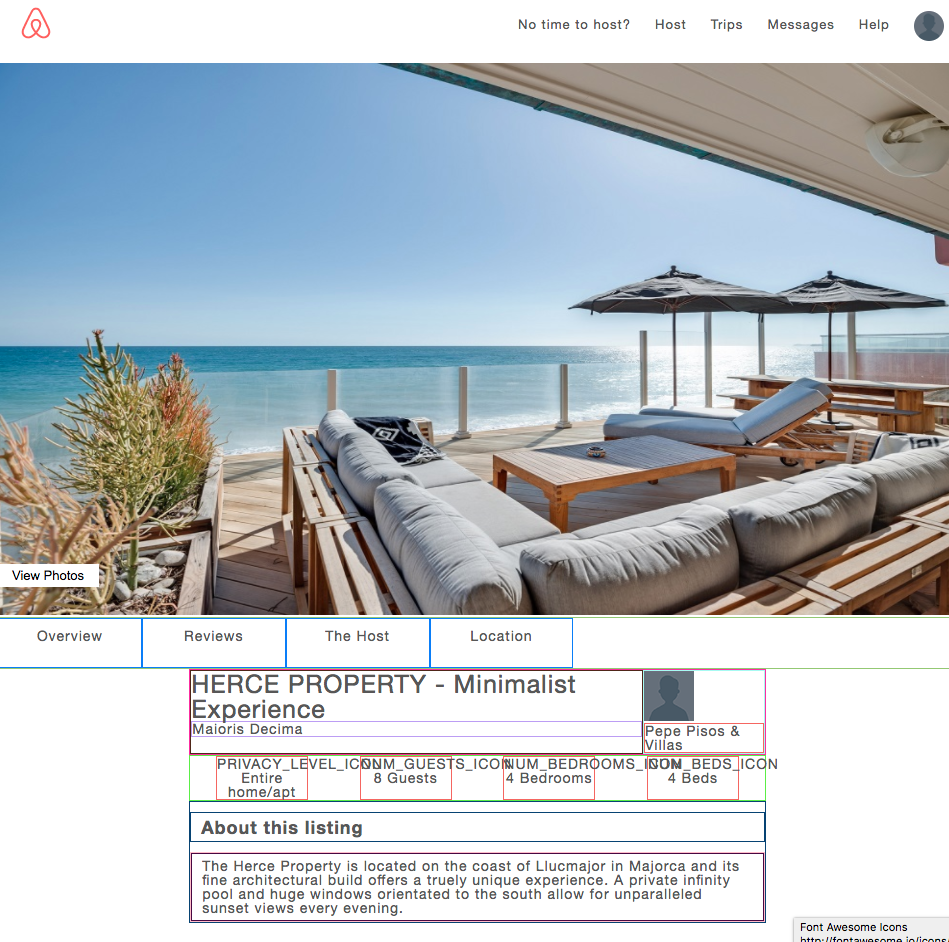 No time to host? Host Trips Messages Help
View Photos
Overview Reviews The Host Location
HERCE PROPERTY - Minimalist
Experience
Maioris Decima
Pepe Pisos &
Villas
PRIVACY_LEVEL_ICON NUM_GUESTS_ICON NUM_BEDROOMS_ICON NUM_BEDS_ICON
Entire 8 Guests 4 Bedrooms 4 Beds
home/apt
About this listing
The Herce Property is located on the coast of Llucmajor in Majorca and its
fine architectural build offers a truely unique experience. A private infinity
pool and huge windows orientated to the south allow for unparalleled
sunset views every evening.
Font Awesome Icons
http://fontawesome.io/icons